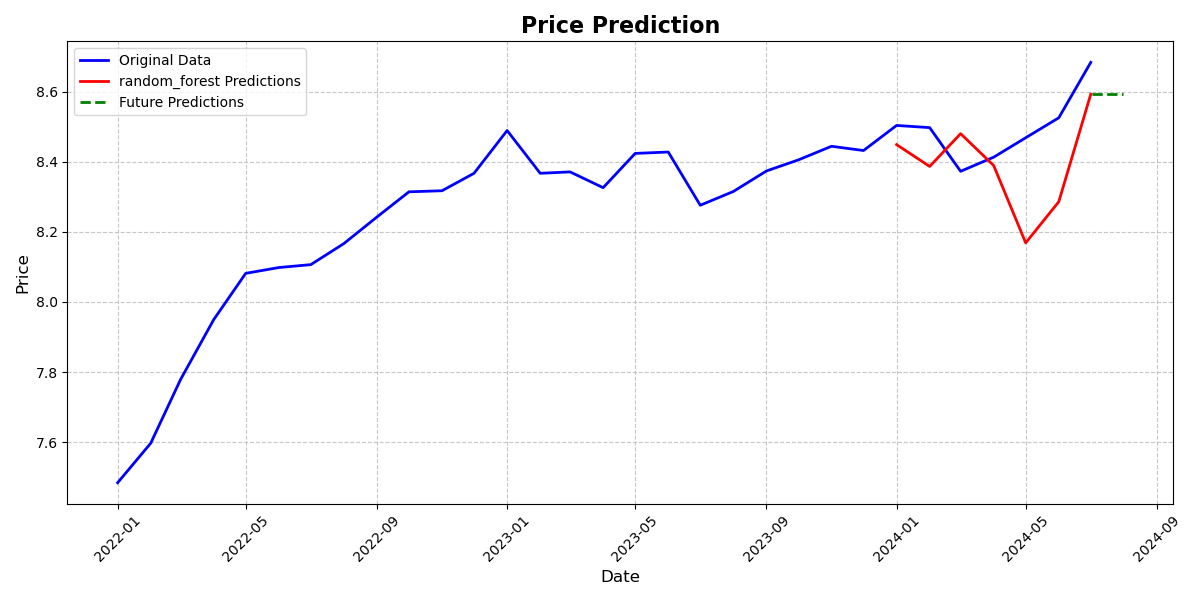 Price Prediction
Original Data
random_forest Predictions
Future Predictions
Price
8.6
8.4
8.2
8.0
7.8
7.6
2022-01
2022-05
2022-09
2023-01
2023-05
2023-09
2024-01
2024-05
2024-09
Date